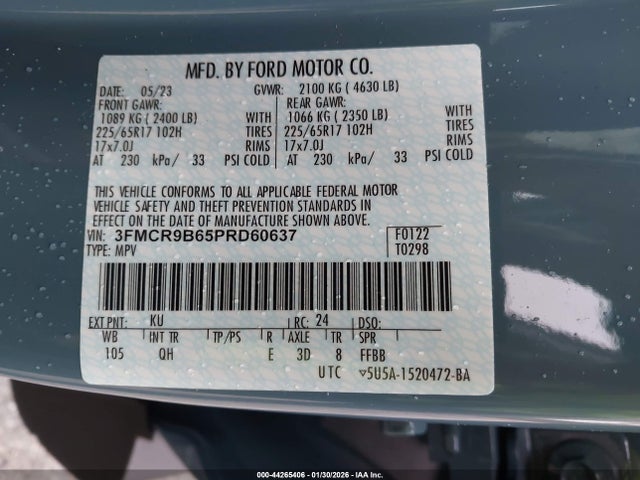 MFD. BY FORD MOTOR CO.
DATE: 05/23 GVWR: 2100 KG ( 4630 LB)
FRONT GAWR: REAR GAWR:
1089 KG ( 2400 LB) WITH 1066 KG ( 2350 LB) WITH
225/65R17 102H TIRES 225/65R17 102H TIRES
17x7.0J RIMS 17x7.0J RIMS
AT 230 kPa/ 33 PSI COLD AT 230 kPa/ 33 PSI COLD
THIS VEHICLE CONFORMS TO ALL APPLICABLE FEDERAL MOTOR
VEHICLE SAFETY AND THEFT PREVENTION STANDARDS IN
EFFECT ON THE DATE OF MANUFACTURE SHOWN ABOVE.
VIN: 3FMCR9B65PRD60637 F0122
TYPE: MPV T0298
EXT PNT: KU RC: 24 DSO:
WB INT TR TP/PS R AXLE TR SPR
105 QH E 3D 8 FFBB
UTC ▿5U5A-1520472-BA
000-44265406 | 01/30/2026 | IAA Inc.